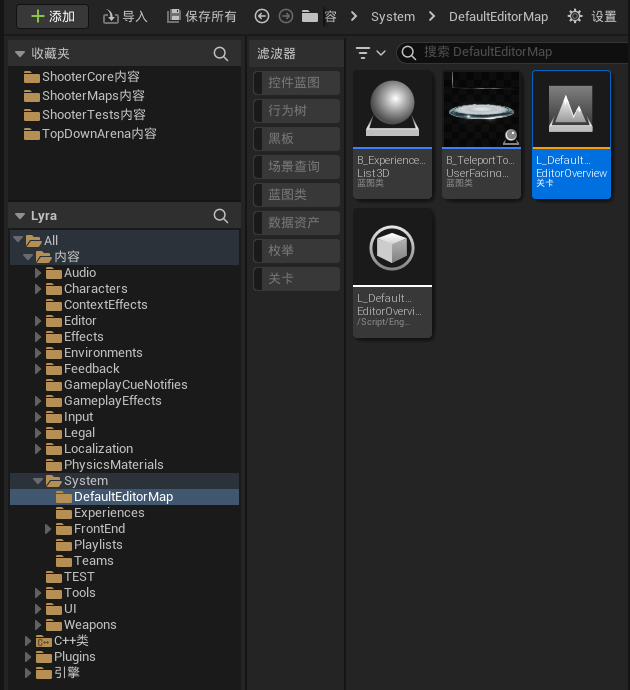 添加 导入 保存所有 容 System DefaultEditorMap 设置
收藏夹
ShooterCore内容
ShooterMaps内容
ShooterTests内容
TopDownArena内容
Lyra
All
内容
Audio
Characters
ContextEffects
Editor
Effects
Environments
Feedback
GameplayCueNotifies
GameplayEffects
Input
Legal
Localization
PhysicsMaterials
System
DefaultEditorMap
Experiences
FrontEnd
Playlists
Teams
TEST
Tools
UI
Weapons
C++类
Plugins
引擎
滤波器
控件蓝图
行为树
黑板
场景查询
蓝图类
数据资产
枚举
关卡
搜索 DefaultEditorMap
B_Experience...
List3D
蓝图类
B_TeleportTo...
UserFacing...
蓝图类
L_Default...
EditorOverview
关卡
L_Default...
EditorOvervi...
/Script/Eng...